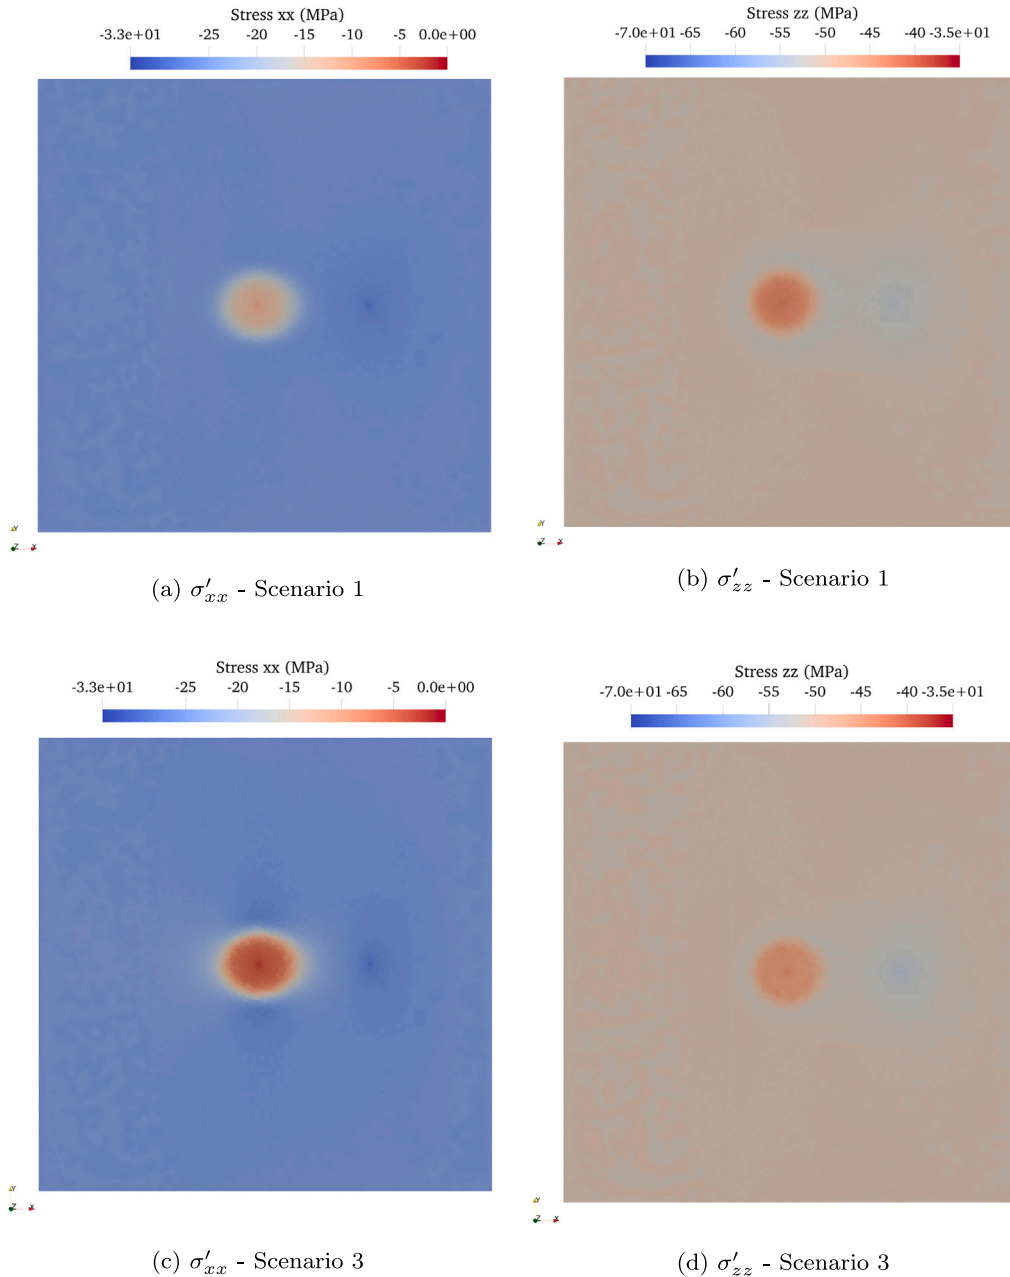 Stress xx (MPa)
-3.3e+01 -25 -20 -15 -10 -5 0.0e+00
Stress zz (MPa)
-7.0e+01 -65 -60 -55 -50 -45 -40 -3.5e+01
Y
Z X
(a) σ′xx - Scenario 1
Y
Z X
(b) σ′zz - Scenario 1
Stress xx (MPa)
-3.3e+01 -25 -20 -15 -10 -5 0.0e+00
Stress zz (MPa)
-7.0e+01 -65 -60 -55 -50 -45 -40 -3.5e+01
Y
Z X
(c) σ′xx - Scenario 3
Y
Z X
(d) σ′zz - Scenario 3